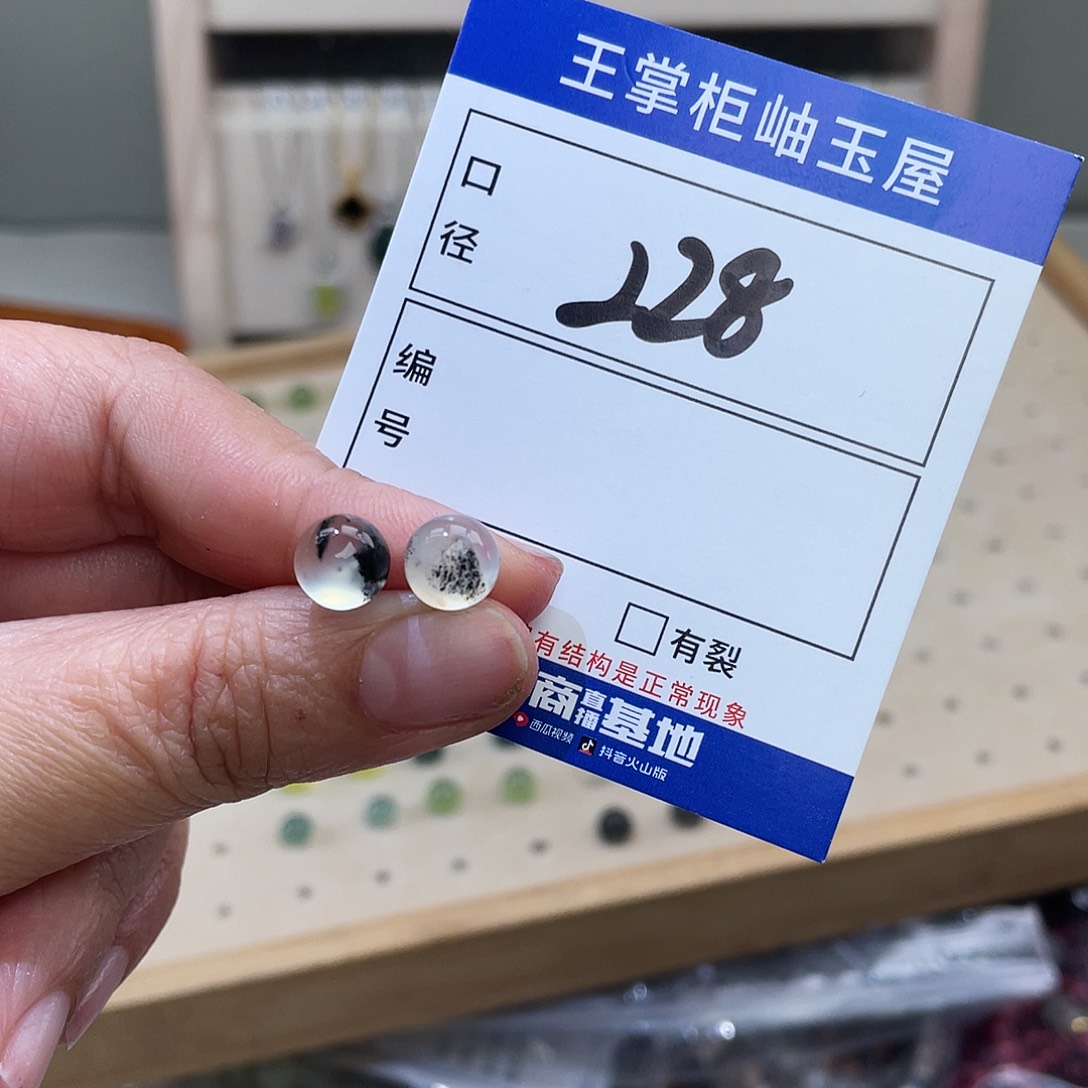 王掌柜岫玉屋
口径
228
编号
有裂
有结构是正常现象
商直播基地
西瓜视频 抖音火山版